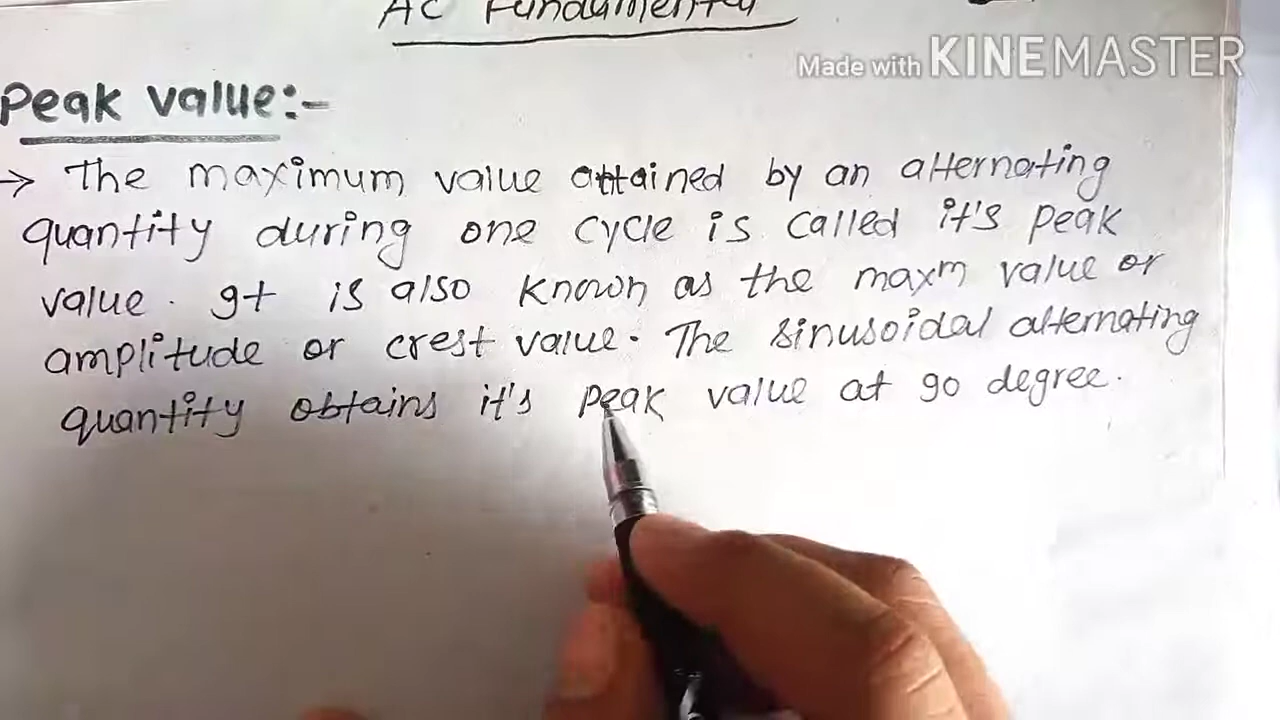 AC Fundamental
Made with KINEMASTER
Peak value:-
→ The maximum value attained by an alternating
quantity during one cycle is called it's peak
value. It is also known as the maxm value or
amplitude or crest value. The sinusoidal alternating
quantity obtains it's peak value at 90 degree.